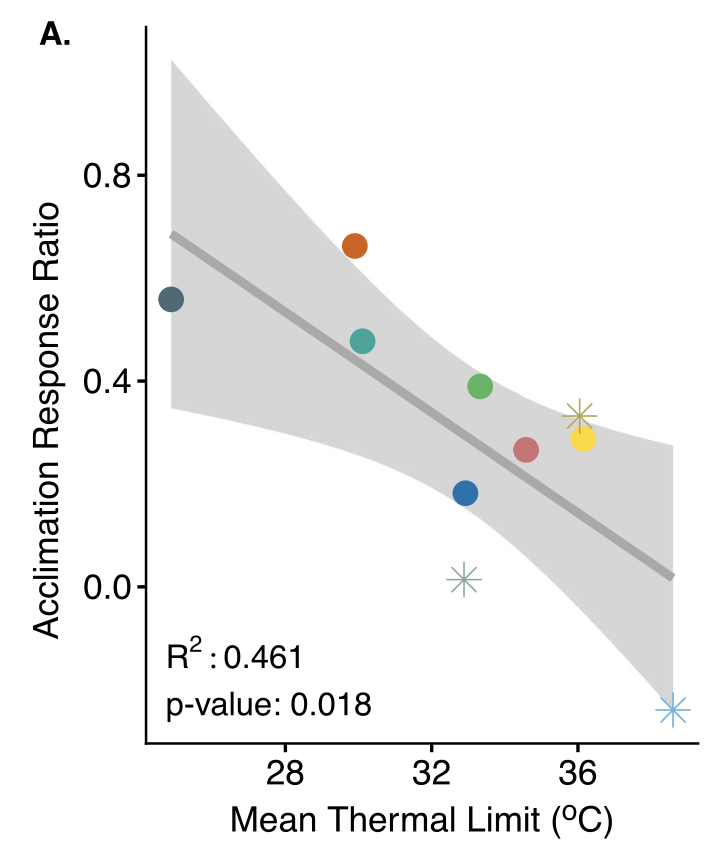 A.
Acclimation Response Ratio
0.8
0.4
0.0
R²: 0.461
p-value: 0.018
28 32 36
Mean Thermal Limit (ºC)